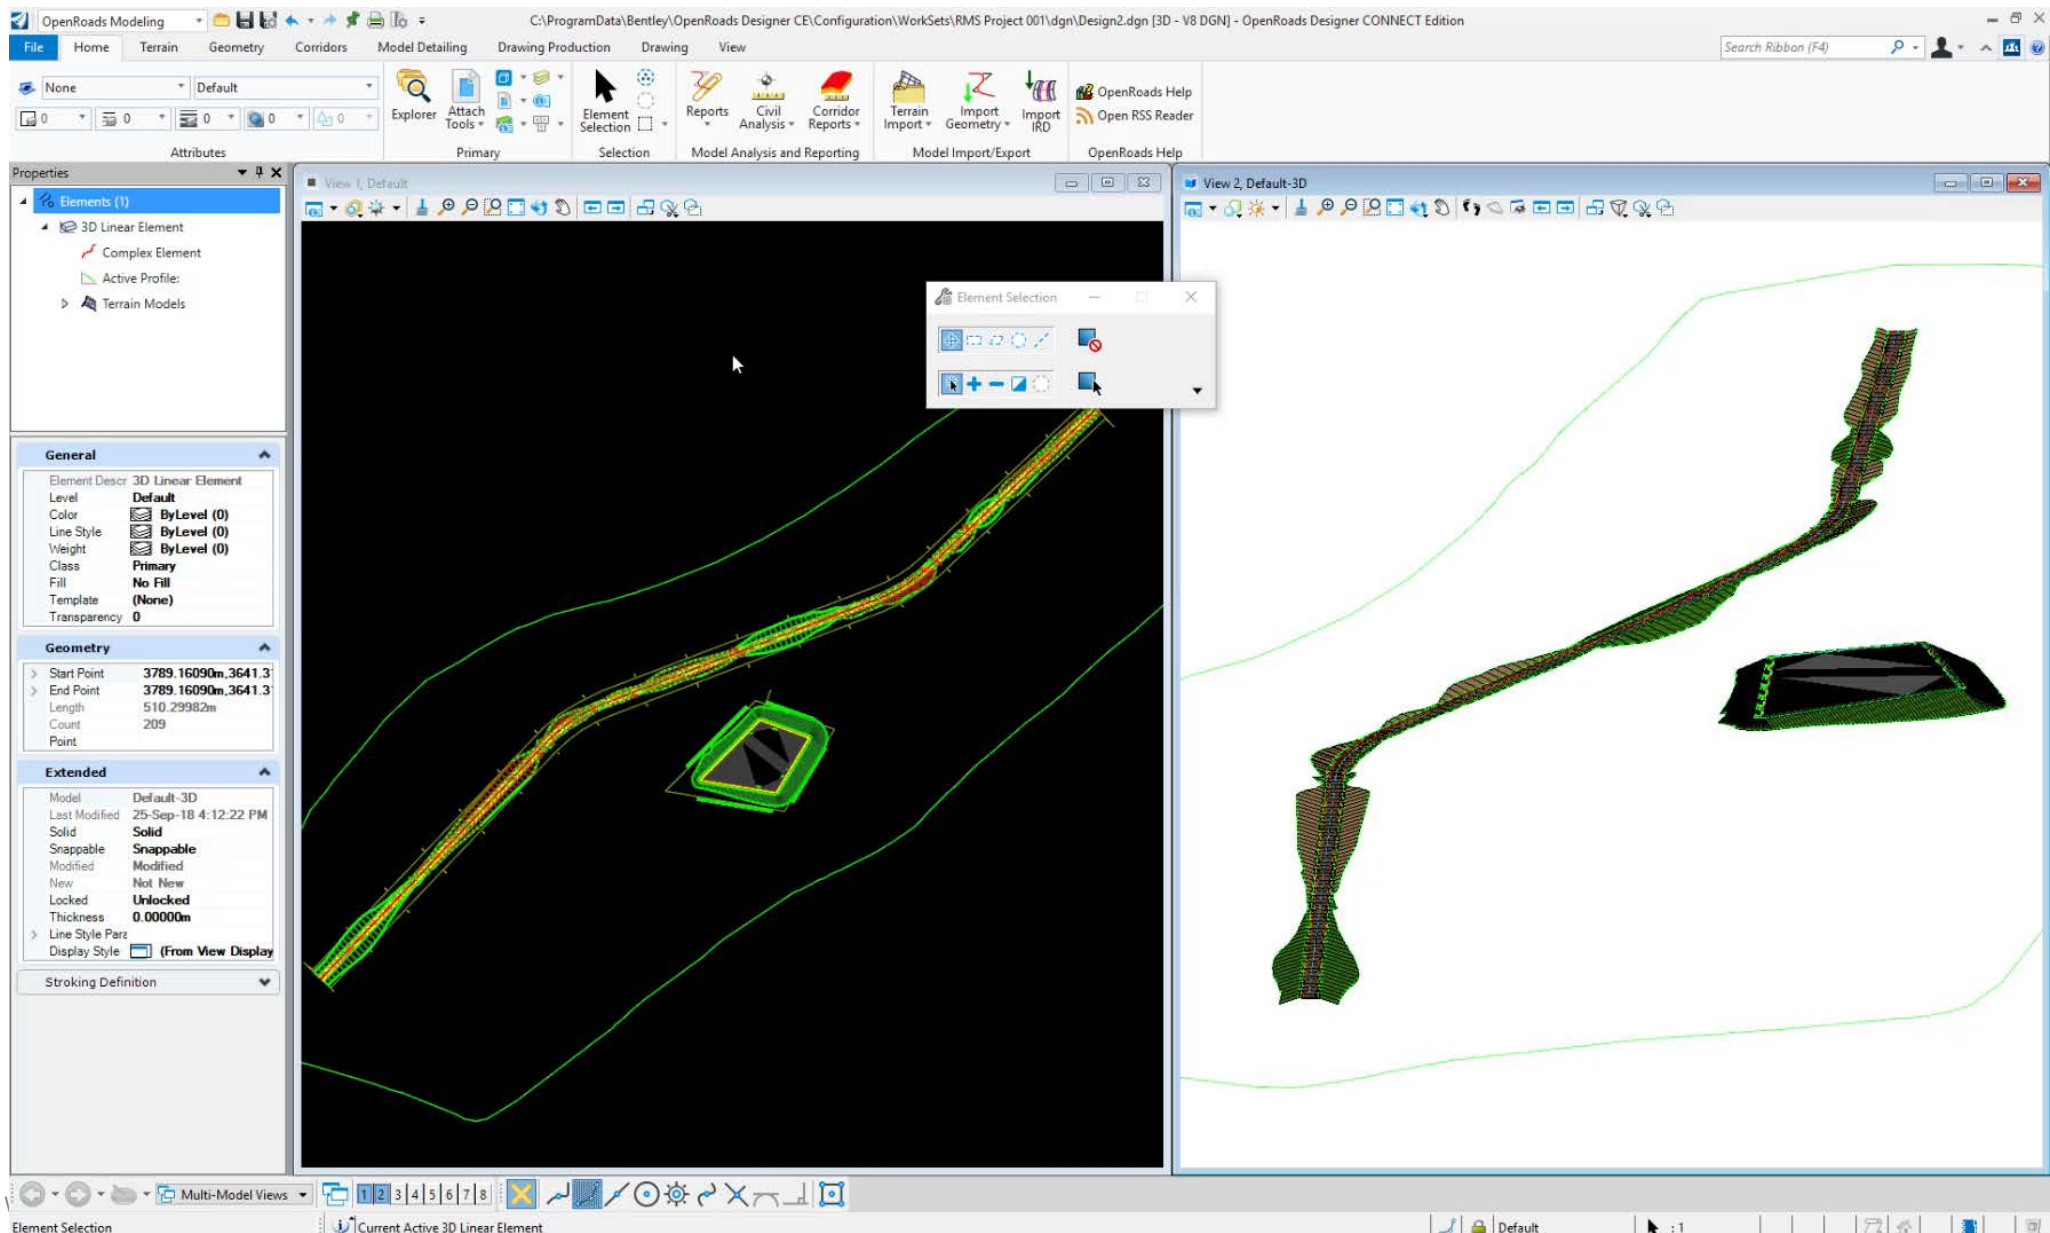 OpenRoads Modeling
C:\ProgramData\Bentley\OpenRoads Designer CE\Configuration\WorkSets\RMS Project 001\dgn\Design2.dgn [3D - V8 DGN] - OpenRoads Designer CONNECT Edition
File Home Terrain Geometry Corridors Model Detailing Drawing Production Drawing View
Search Ribbon (F4)
None Default
0 0 0 0 0
Attributes
Explorer
Attach Tools
Primary
Element Selection
Selection
Reports
Civil Analysis
Corridor Reports
Model Analysis and Reporting
Terrain Import
Import Geometry
Import IRD
Model Import/Export
OpenRoads Help
Open RSS Reader
OpenRoads Help
Properties
Elements (1)
3D Linear Element
Complex Element
Active Profile:
Terrain Models
General
Element Descr 3D Linear Element
Level Default
Color ByLevel (0)
Line Style ByLevel (0)
Weight ByLevel (0)
Class Primary
Fill No Fill
Template (None)
Transparency 0
Geometry
Start Point 3789.16090m,3641.3
End Point 3789.16090m,3641.3
Length 510.29982m
Count 209
Point
Extended
Model Default-3D
Last Modified 25-Sep-18 4:12:22 PM
Solid Solid
Snappable Snappable
Modified Modified
New Not New
Locked Unlocked
Thickness 0.00000m
Line Style Para
Display Style (From View Display
Stroking Definition
View 1, Default
Element Selection
View 2, Default-3D
Multi-Model Views
1 2 3 4 5 6 7 8
Element Selection
Current Active 3D Linear Element
Default
: 1